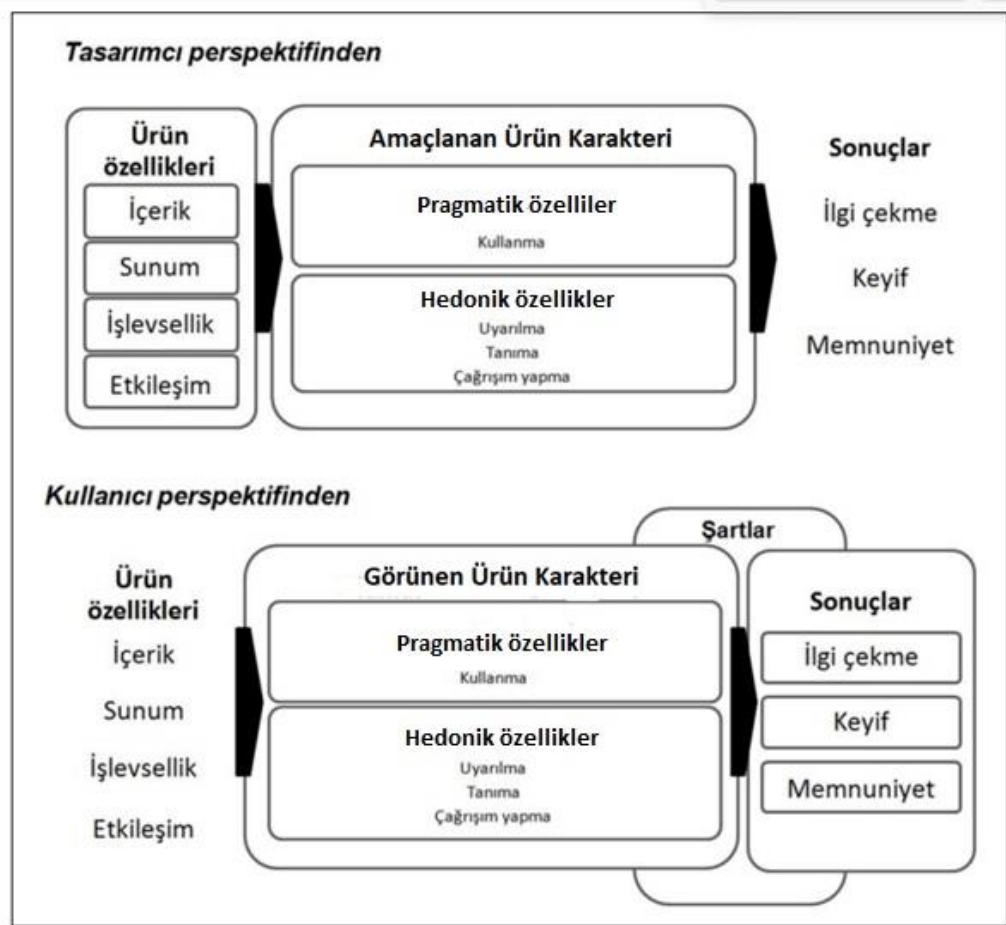 Tasarımcı perspektifinden
Ürün
özellikleri
İçerik
Sunum
İşlevsellik
Etkileşim
Amaçlanan Ürün Karakteri
Pragmatik özelliler
Kullanma
Hedonik özellikler
Uyarılma
Tanıma
Çağrışım yapma
Sonuçlar
İlgi çekme
Keyif
Memnuniyet
Kullanıcı perspektifinden
Ürün
özellikleri
İçerik
Sunum
İşlevsellik
Etkileşim
Görünen Ürün Karakteri
Pragmatik özellikler
Kullanma
Hedonik özellikler
Uyarılma
Tanıma
Çağrışım yapma
Şartlar
Sonuçlar
İlgi çekme
Keyif
Memnuniyet